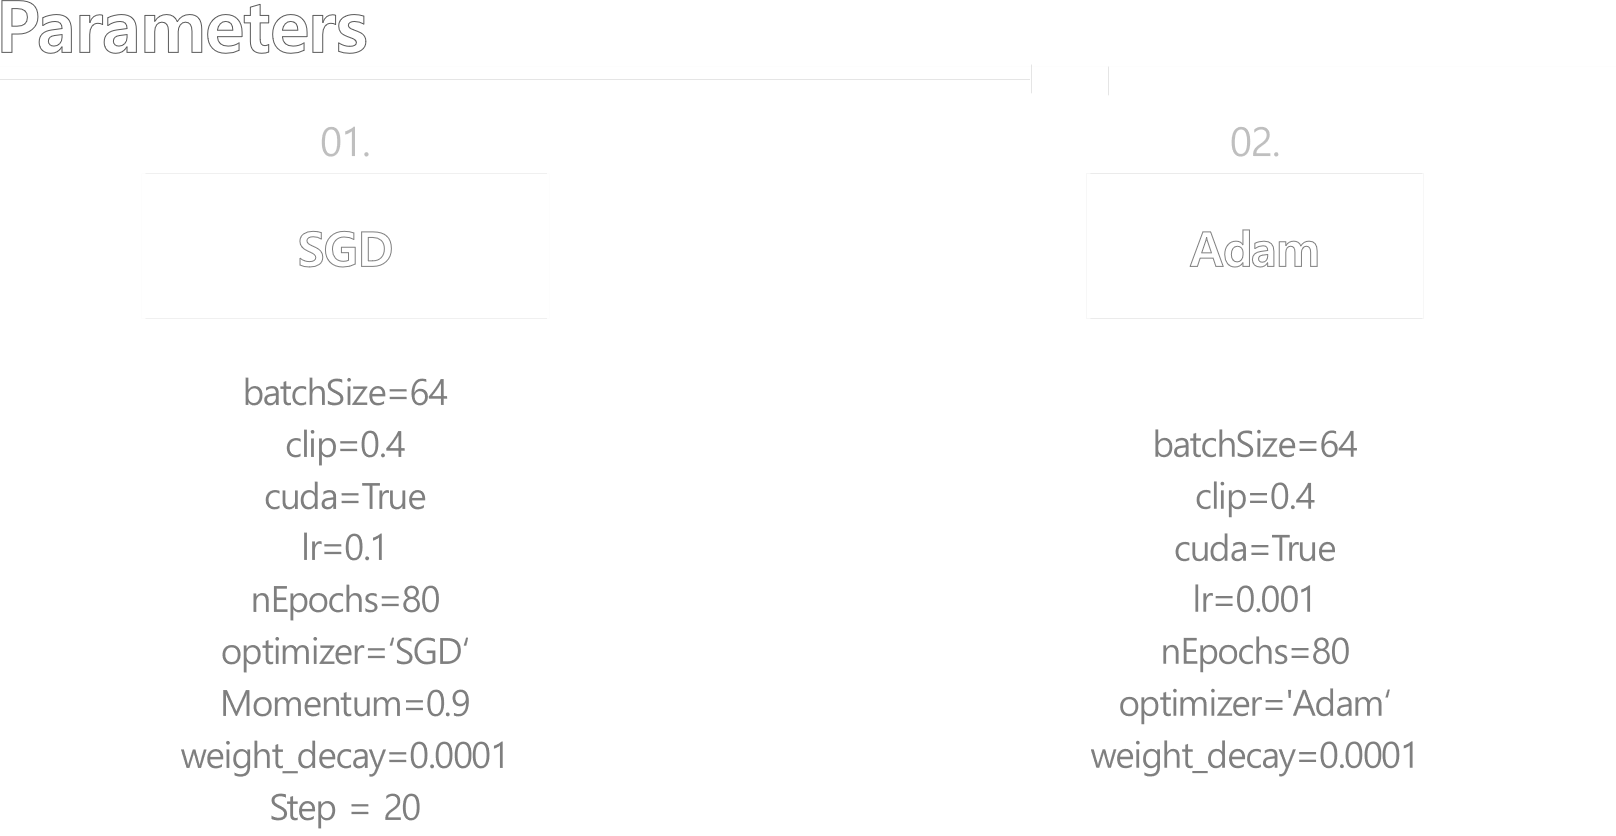 Parameters
01.
SGD
batchSize=64
clip=0.4
cuda=True
lr=0.1
nEpochs=80
optimizer=‘SGD‘
Momentum=0.9
weight_decay=0.0001
Step = 20
02.
Adam
batchSize=64
clip=0.4
cuda=True
lr=0.001
nEpochs=80
optimizer='Adam‘
weight_decay=0.0001